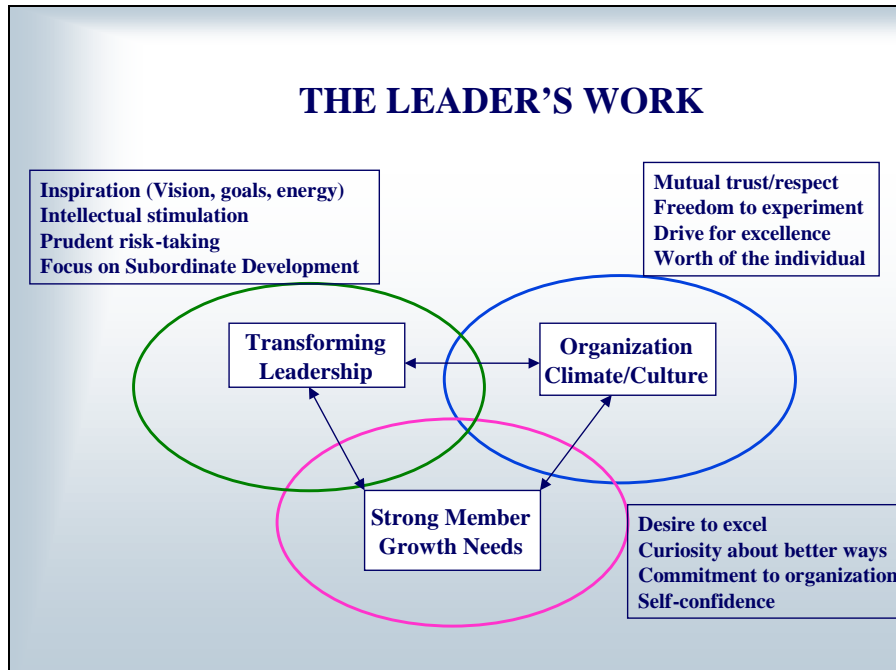 THE LEADER'S WORK
Inspiration (Vision, goals, energy)
Intellectual stimulation
Prudent risk-taking
Focus on Subordinate Development
Mutual trust/respect
Freedom to experiment
Drive for excellence
Worth of the individual
Transforming
Leadership
Organization
Climate/Culture
Strong Member
Growth Needs
Desire to excel
Curiosity about better ways
Commitment to organization
Self-confidence